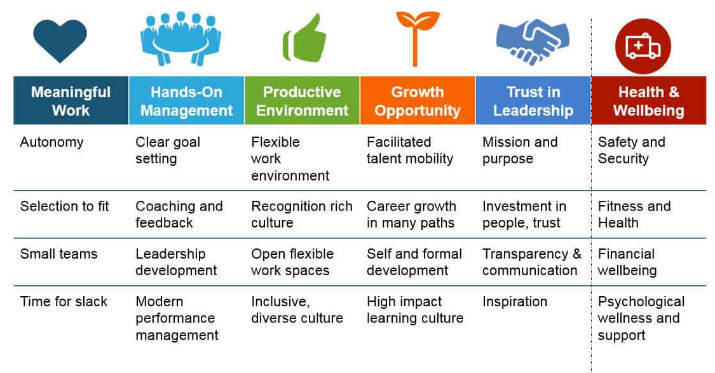 Meaningful
Work
Hands-On
Management
Productive
Environment
Growth
Opportunity
Trust in
Leadership
Health &
Wellbeing
Autonomy
Clear goal
setting
Flexible
work
environment
Facilitated
talent mobility
Mission and
purpose
Safety and
Security
Selection to fit
Coaching and
feedback
Recognition rich
culture
Career growth
in many paths
Investment in
people, trust
Fitness and
Health
Small teams
Leadership
development
Open flexible
work spaces
Self and formal
development
Transparency &
communication
Financial
wellbeing
Time for slack
Modern
performance
management
Inclusive,
diverse culture
High impact
learning culture
Inspiration
Psychological
wellness and
support